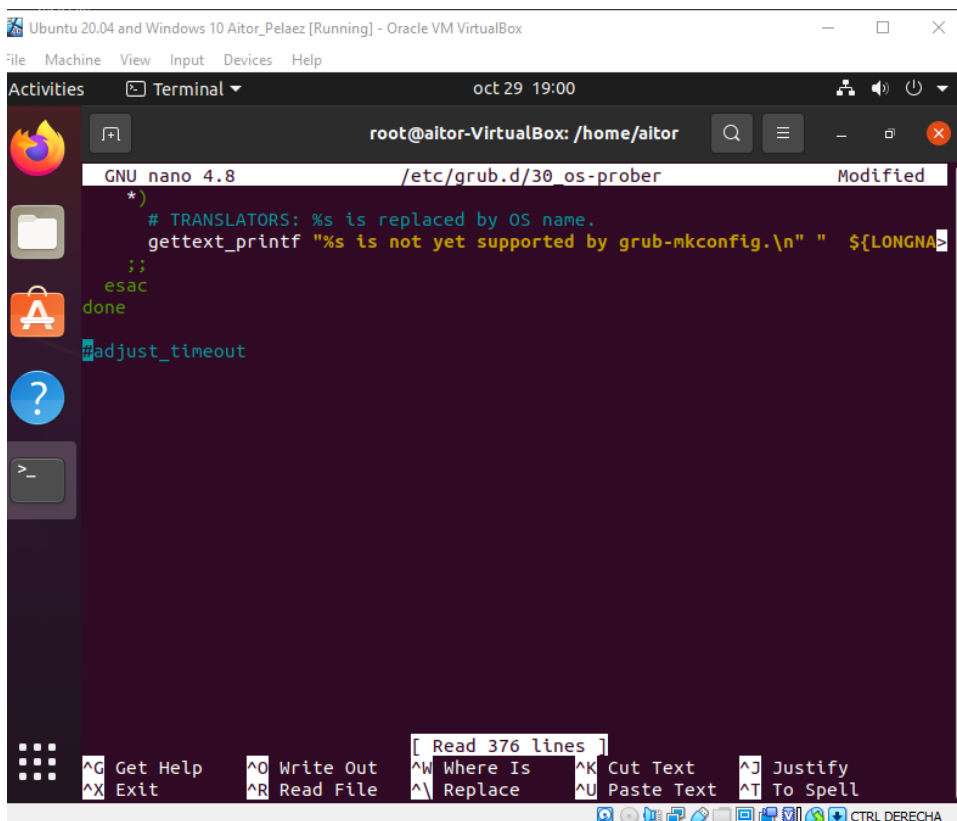 Ubuntu 20.04 and Windows 10 Aitor_Pelaez [Running] - Oracle VM VirtualBox
File Machine View Input Devices Help
Activities Terminal oct 29 19:00
root@aitor-VirtualBox: /home/aitor
GNU nano 4.8 /etc/grub.d/30_os-prober Modified
*)
# TRANSLATORS: %s is replaced by OS name.
gettext_printf "%s is not yet supported by grub-mkconfig.\n" " ${LONGNA>
;;
esac
done
#adjust_timeout
[ Read 376 lines ]
^G Get Help ^O Write Out ^W Where Is ^K Cut Text ^J Justify
^X Exit ^R Read File ^\ Replace ^U Paste Text ^T To Spell
CTRL DERECHA